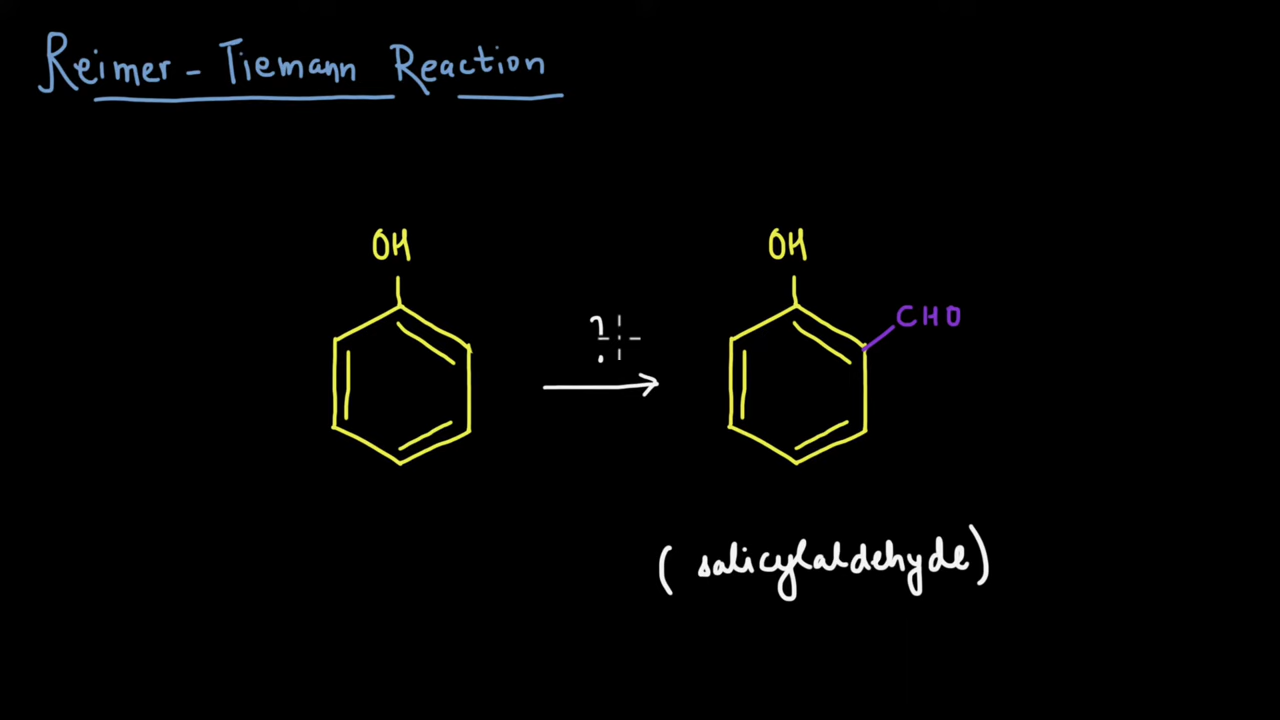 Reimer - Tiemann Reaction
OH
OH
?
CHO
(salicylaldehyde)